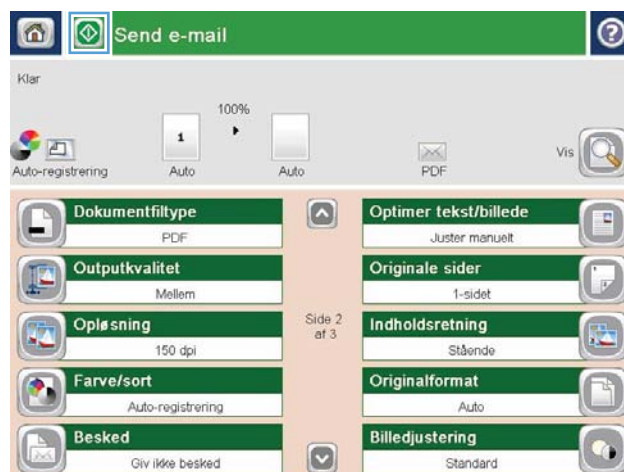 Send e-mail
Klar
100%
1
Vis
Auto-registrering
Auto
Auto
PDF
Dokumentfiltype
PDF
Outputkvalitet
Mellem
Opløsning
150 dpi
Farve/sort
Auto-registrering
Besked
Giv ikke besked
Side 2
af 3
Optimer tekst/billede
Juster manuelt
Originale sider
1-sidet
Indholdsretning
Stående
Originalformat
Auto
Billedjustering
Standard